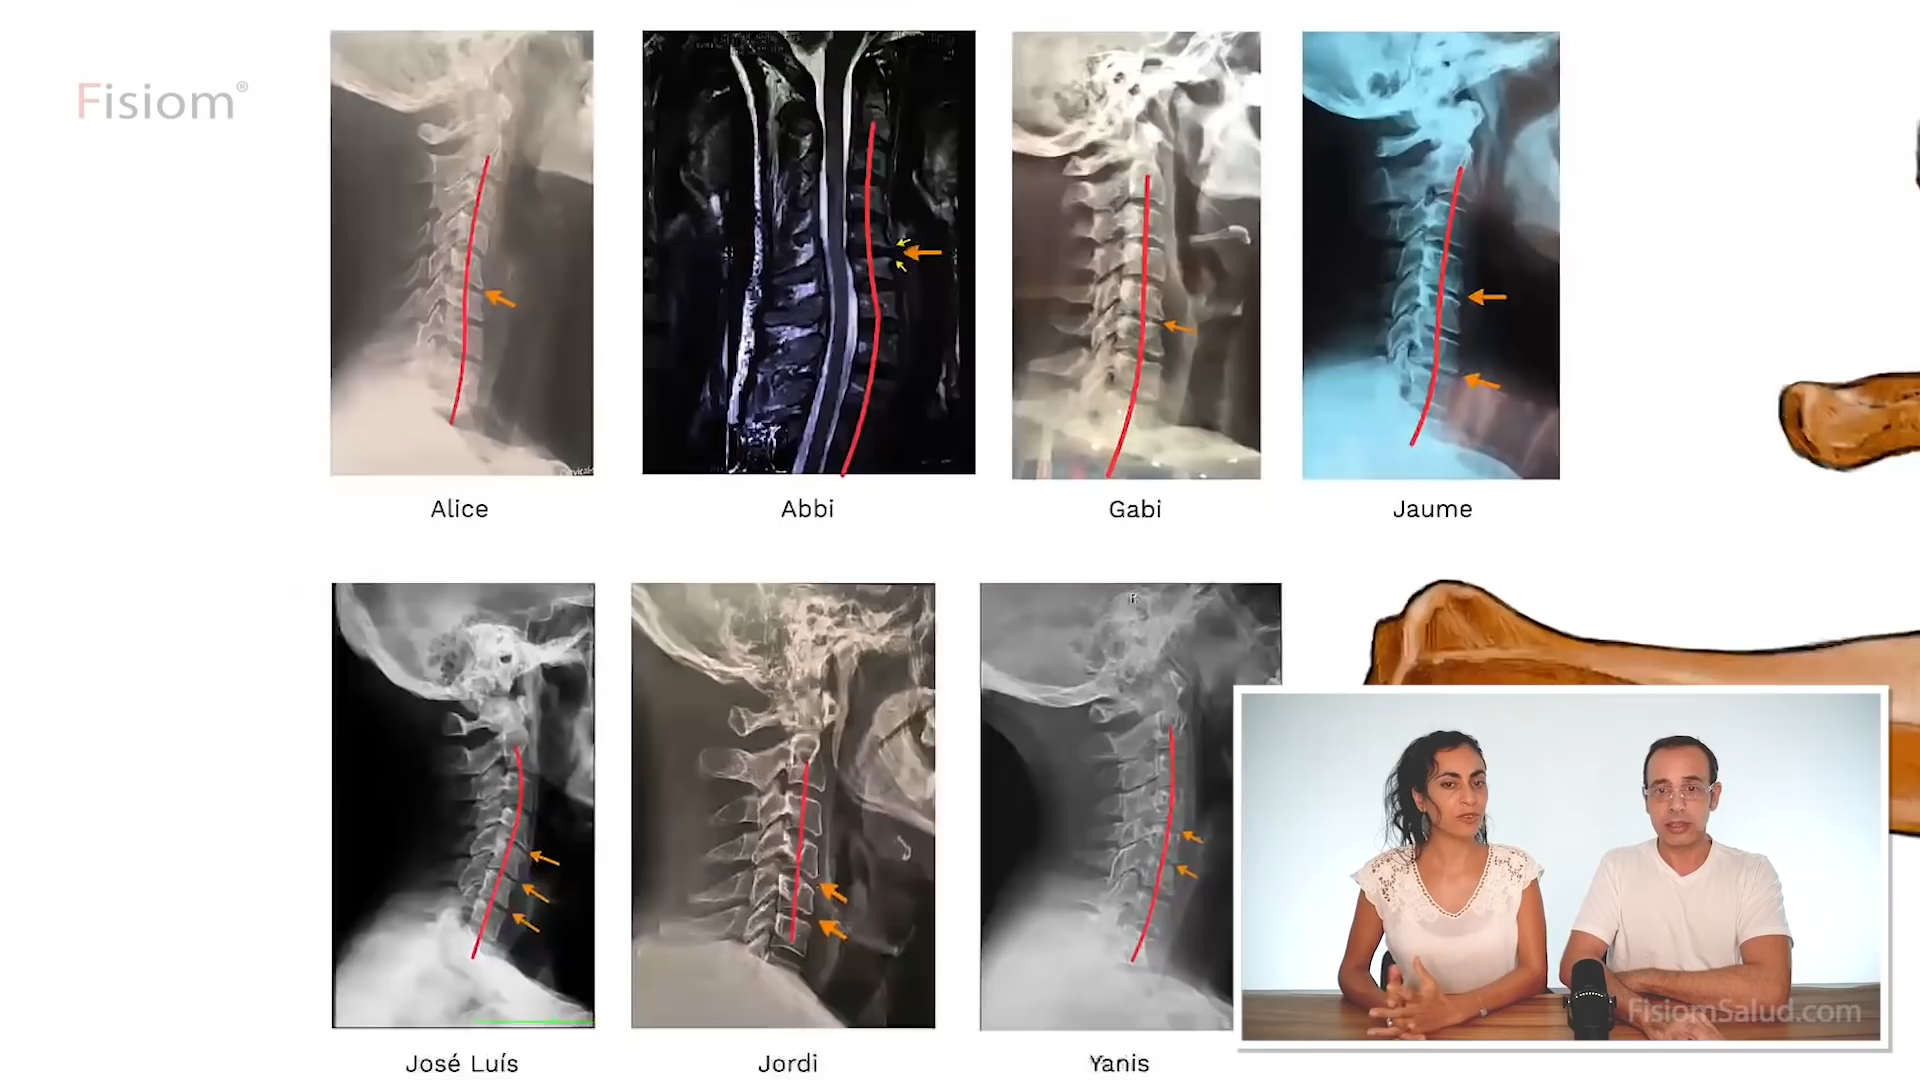 Fisiom®
Alice
Abbi
Gabi
Jaume
José Luís
Jordi
Yanis
FisiomSalud.com